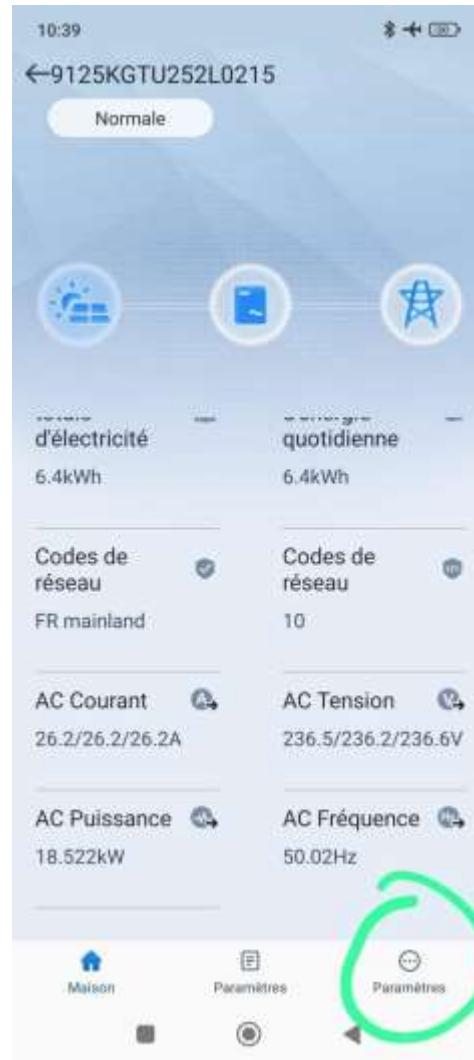 10:39
←9125KGTU252L0215
Normale
d'électricité
quotidienne
6.4kWh
6.4kWh
Codes de
réseau
Codes de
réseau
FR mainland
10
AC Courant
AC Tension
26.2/26.2/26.2A
236.5/236.2/236.6V
AC Puissance
AC Fréquence
18.522kW
50.02Hz
Maison
Paramètres
Paramètres